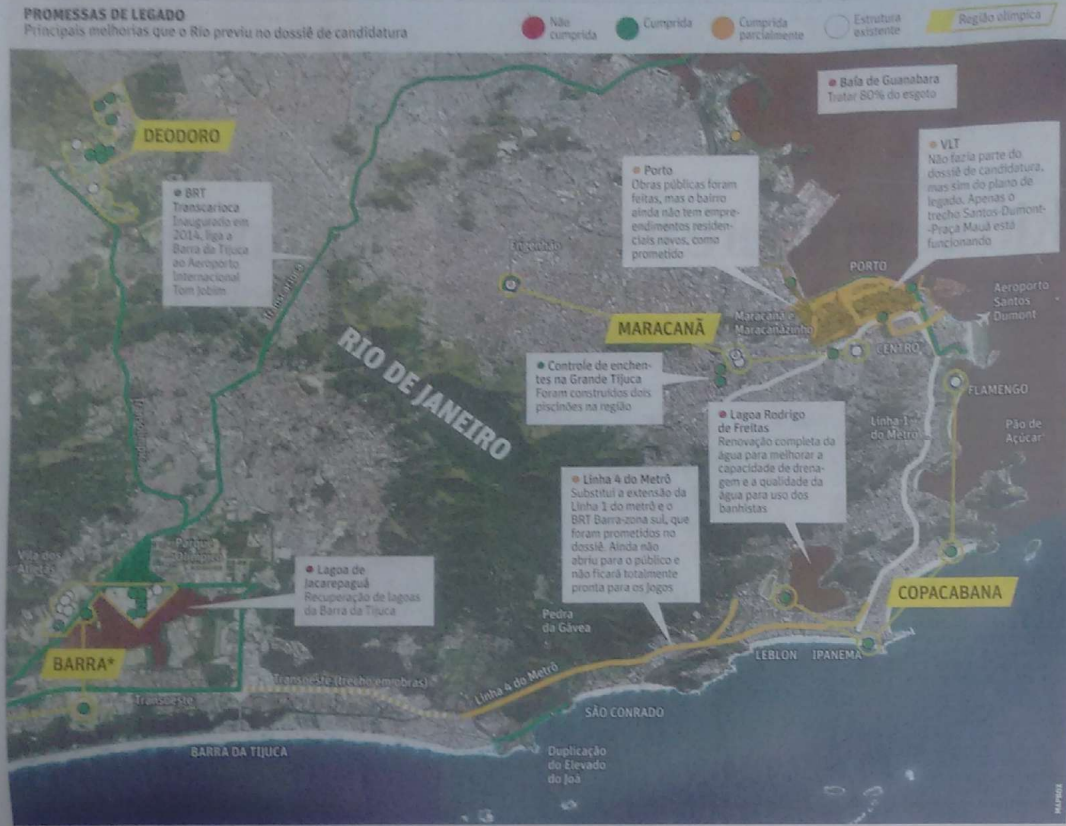 PROMESSAS DE LEGADO
Principais melhorias que o Rio previu no dossiê de candidatura
Não
cumprida
Cumprida
Cumprida
parcialmente
Estrutura
existente
Região olímpica
DEODORO
BRT
Transcarioca
Inaugurado em
2014, liga a
Barra da Tijuca
ao Aeroporto
Internacional
Tom Jobim
Baía de Guanabara
Tratar 80% do esgoto
Porto
Obras públicas foram
feitas, mas o bairro
ainda não tem empre-
endimentos residen-
ciais novos, como
prometido
VLT
Não fazia parte do
dossiê de candidatura,
mas sim do plano de
legado. Apenas o
trecho Santos-Dumont-
-Praça Mauá está
funcionando
Engenhão
PORTO
Aeroporto
Santos
Dumont
MARACANÃ
Maracanã e
Maracanãzinho
CENTRO
RIO DE JANEIRO
Controle de enchen-
tes na Grande Tijuca
Foram construídos dois
piscinões na região
FLAMENGO
Lagoa Rodrigo
de Freitas
Renovação completa da
água para melhorar a
capacidade de drena-
gem e a qualidade da
água para uso dos
banhistas
Linha 1
do Metrô
Pão de
Açúcar
Linha 4 do Metrô
Substitui a extensão da
Linha 1 do metrô e o
BRT Barra-zona sul, que
foram prometidos no
dossiê. Ainda não
abriu para o público e
não ficará totalmente
pronta para os Jogos
Vila dos
Atletas
Lagoa de
Jacarepaguá
Recuperação de lagoas
da Barra da Tijuca
COPACABANA
Pedra
da Gávea
BARRA*
LEBLON
IPANEMA
Transoeste
Transoeste (trecho em obras)
Linha 4 do Metrô
SÃO CONRADO
BARRA DA TIJUCA
Duplicação
do Elevado
do Joá
MAPBOX